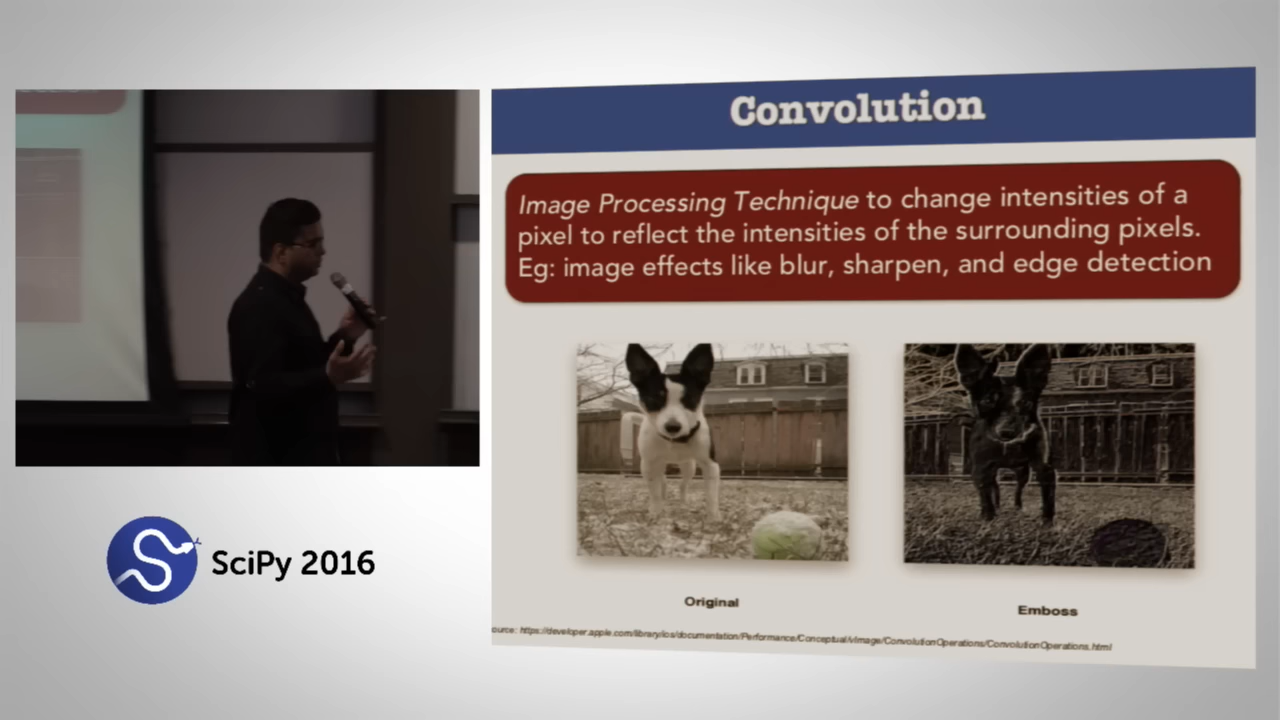 Convolution
Image Processing Technique to change intensities of a
pixel to reflect the intensities of the surrounding pixels.
Eg: image effects like blur, sharpen, and edge detection
Original
Emboss
ource: https://developer.apple.com/library/ios/documentation/Performance/Conceptual/vImage/ConvolutionOperations/ConvolutionOperations.html
SciPy 2016